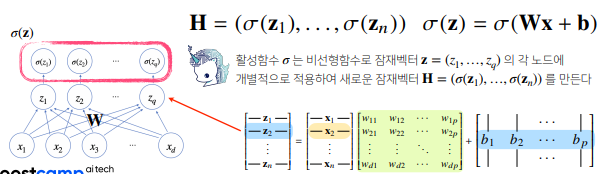 H = (σ(z₁), …, σ(zₙ)) σ(z) = σ(Wx + b)
σ(z)
활성함수 σ 는 비선형함수로 잠재벡터 z = (z₁, …, z_q) 의 각 노드에
개별적으로 적용하여 새로운 잠재벡터 H = (σ(z₁), …, σ(zₙ)) 를 만든다
σ(z₁) σ(z₂) ⋯ σ(z_q)
z₁ z₂ ⋯ z_q
W
x₁ x₂ x₃ ⋯ x_d
[— z₁ —] = [— x₁ —] [w₁₁ w₁₂ ⋯ w₁ₚ] + [| | ⋯ |]
[— z₂ —] [— x₂ —] [w₂₁ w₂₂ ⋯ w₂ₚ] [b₁ b₂ ⋯ bₚ]
[⋮] [⋮] [⋮ ⋮ ⋱ ⋮] [| | ⋯ |]
[— zₙ —] [— xₙ —] [w_d1 w_d2 ⋯ w_dp]
oostcamp ai tech